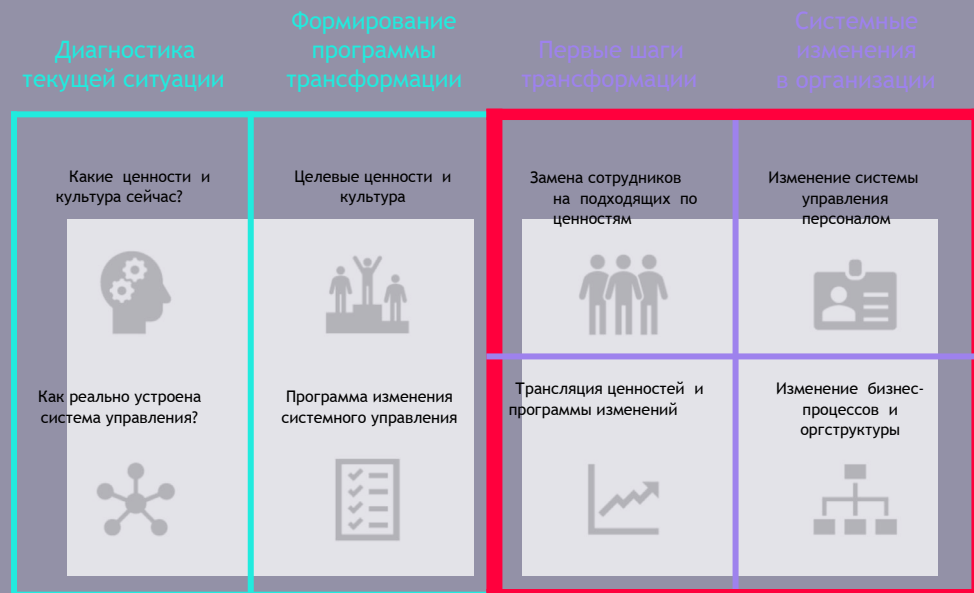 Диагностика
текущей ситуации
Формирование
программы
трансформации
Первые шаги
трансформации
Системные
изменения
в организации
Какие ценности и
культура сейчас?
Целевые ценности и
культура
Замена сотрудников
на подходящих по
ценностям
Изменение системы
управления
персоналом
Как реально устроена
система управления?
Программа изменения
системного управления
Трансляция ценностей и
программы изменений
Изменение бизнес-
процессов и
оргструктуры